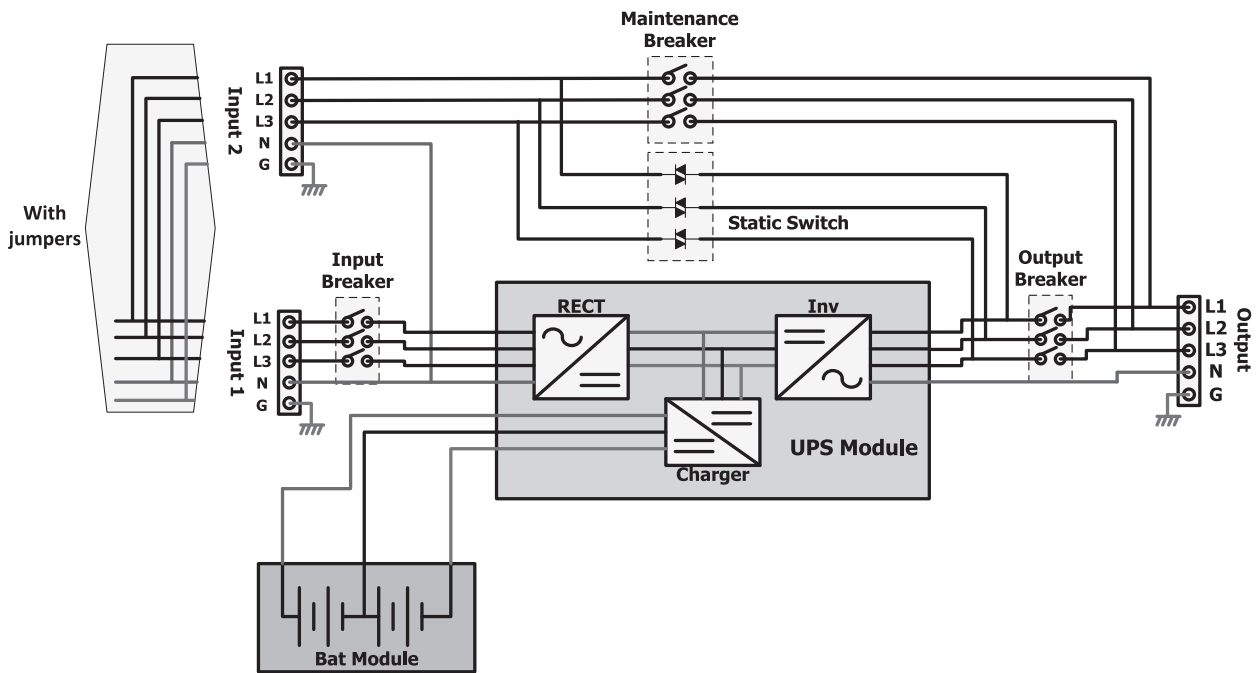 Maintenance
Breaker
L1
L2
L3
N
G
Input 2
With
jumpers
Static Switch
Input
Breaker
Output
Breaker
L1
L2
L3
N
G
Input 1
RECT
Inv
Charger
UPS Module
L1
L2
L3
N
G
Output
Bat Module